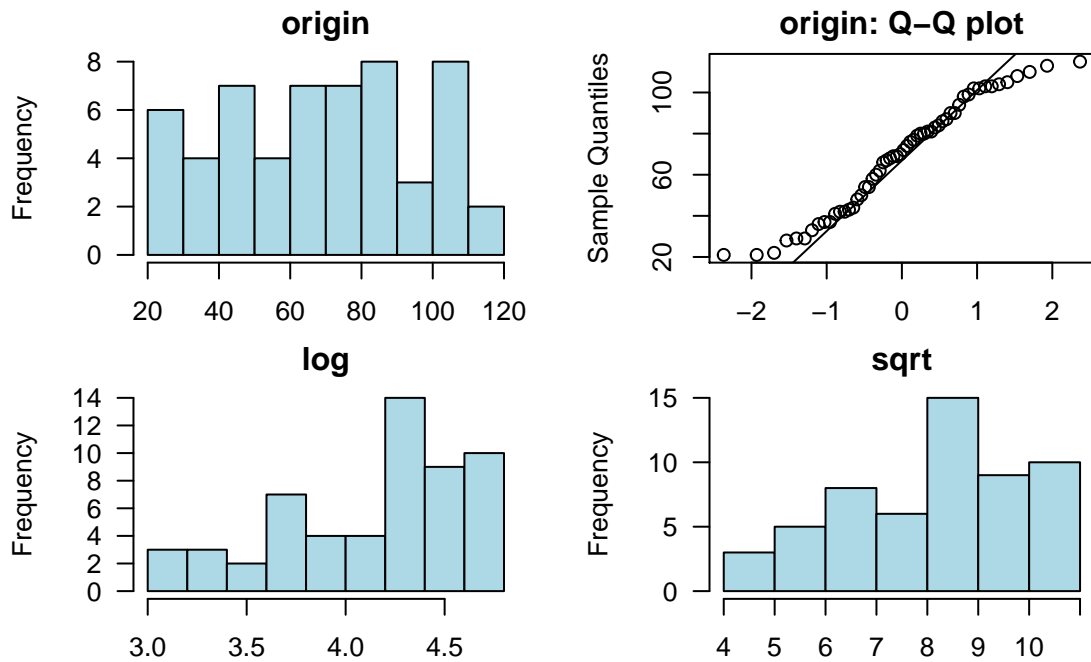 origin
Frequency
0
2
4
6
8
20 40 60 80 100 120
origin: Q−Q plot
Sample Quantiles
20
60
100
−2 −1 0 1 2
log
Frequency
0
2
4
6
8
10
12
14
3.0 3.5 4.0 4.5
sqrt
Frequency
0
5
10
15
4 5 6 7 8 9 10